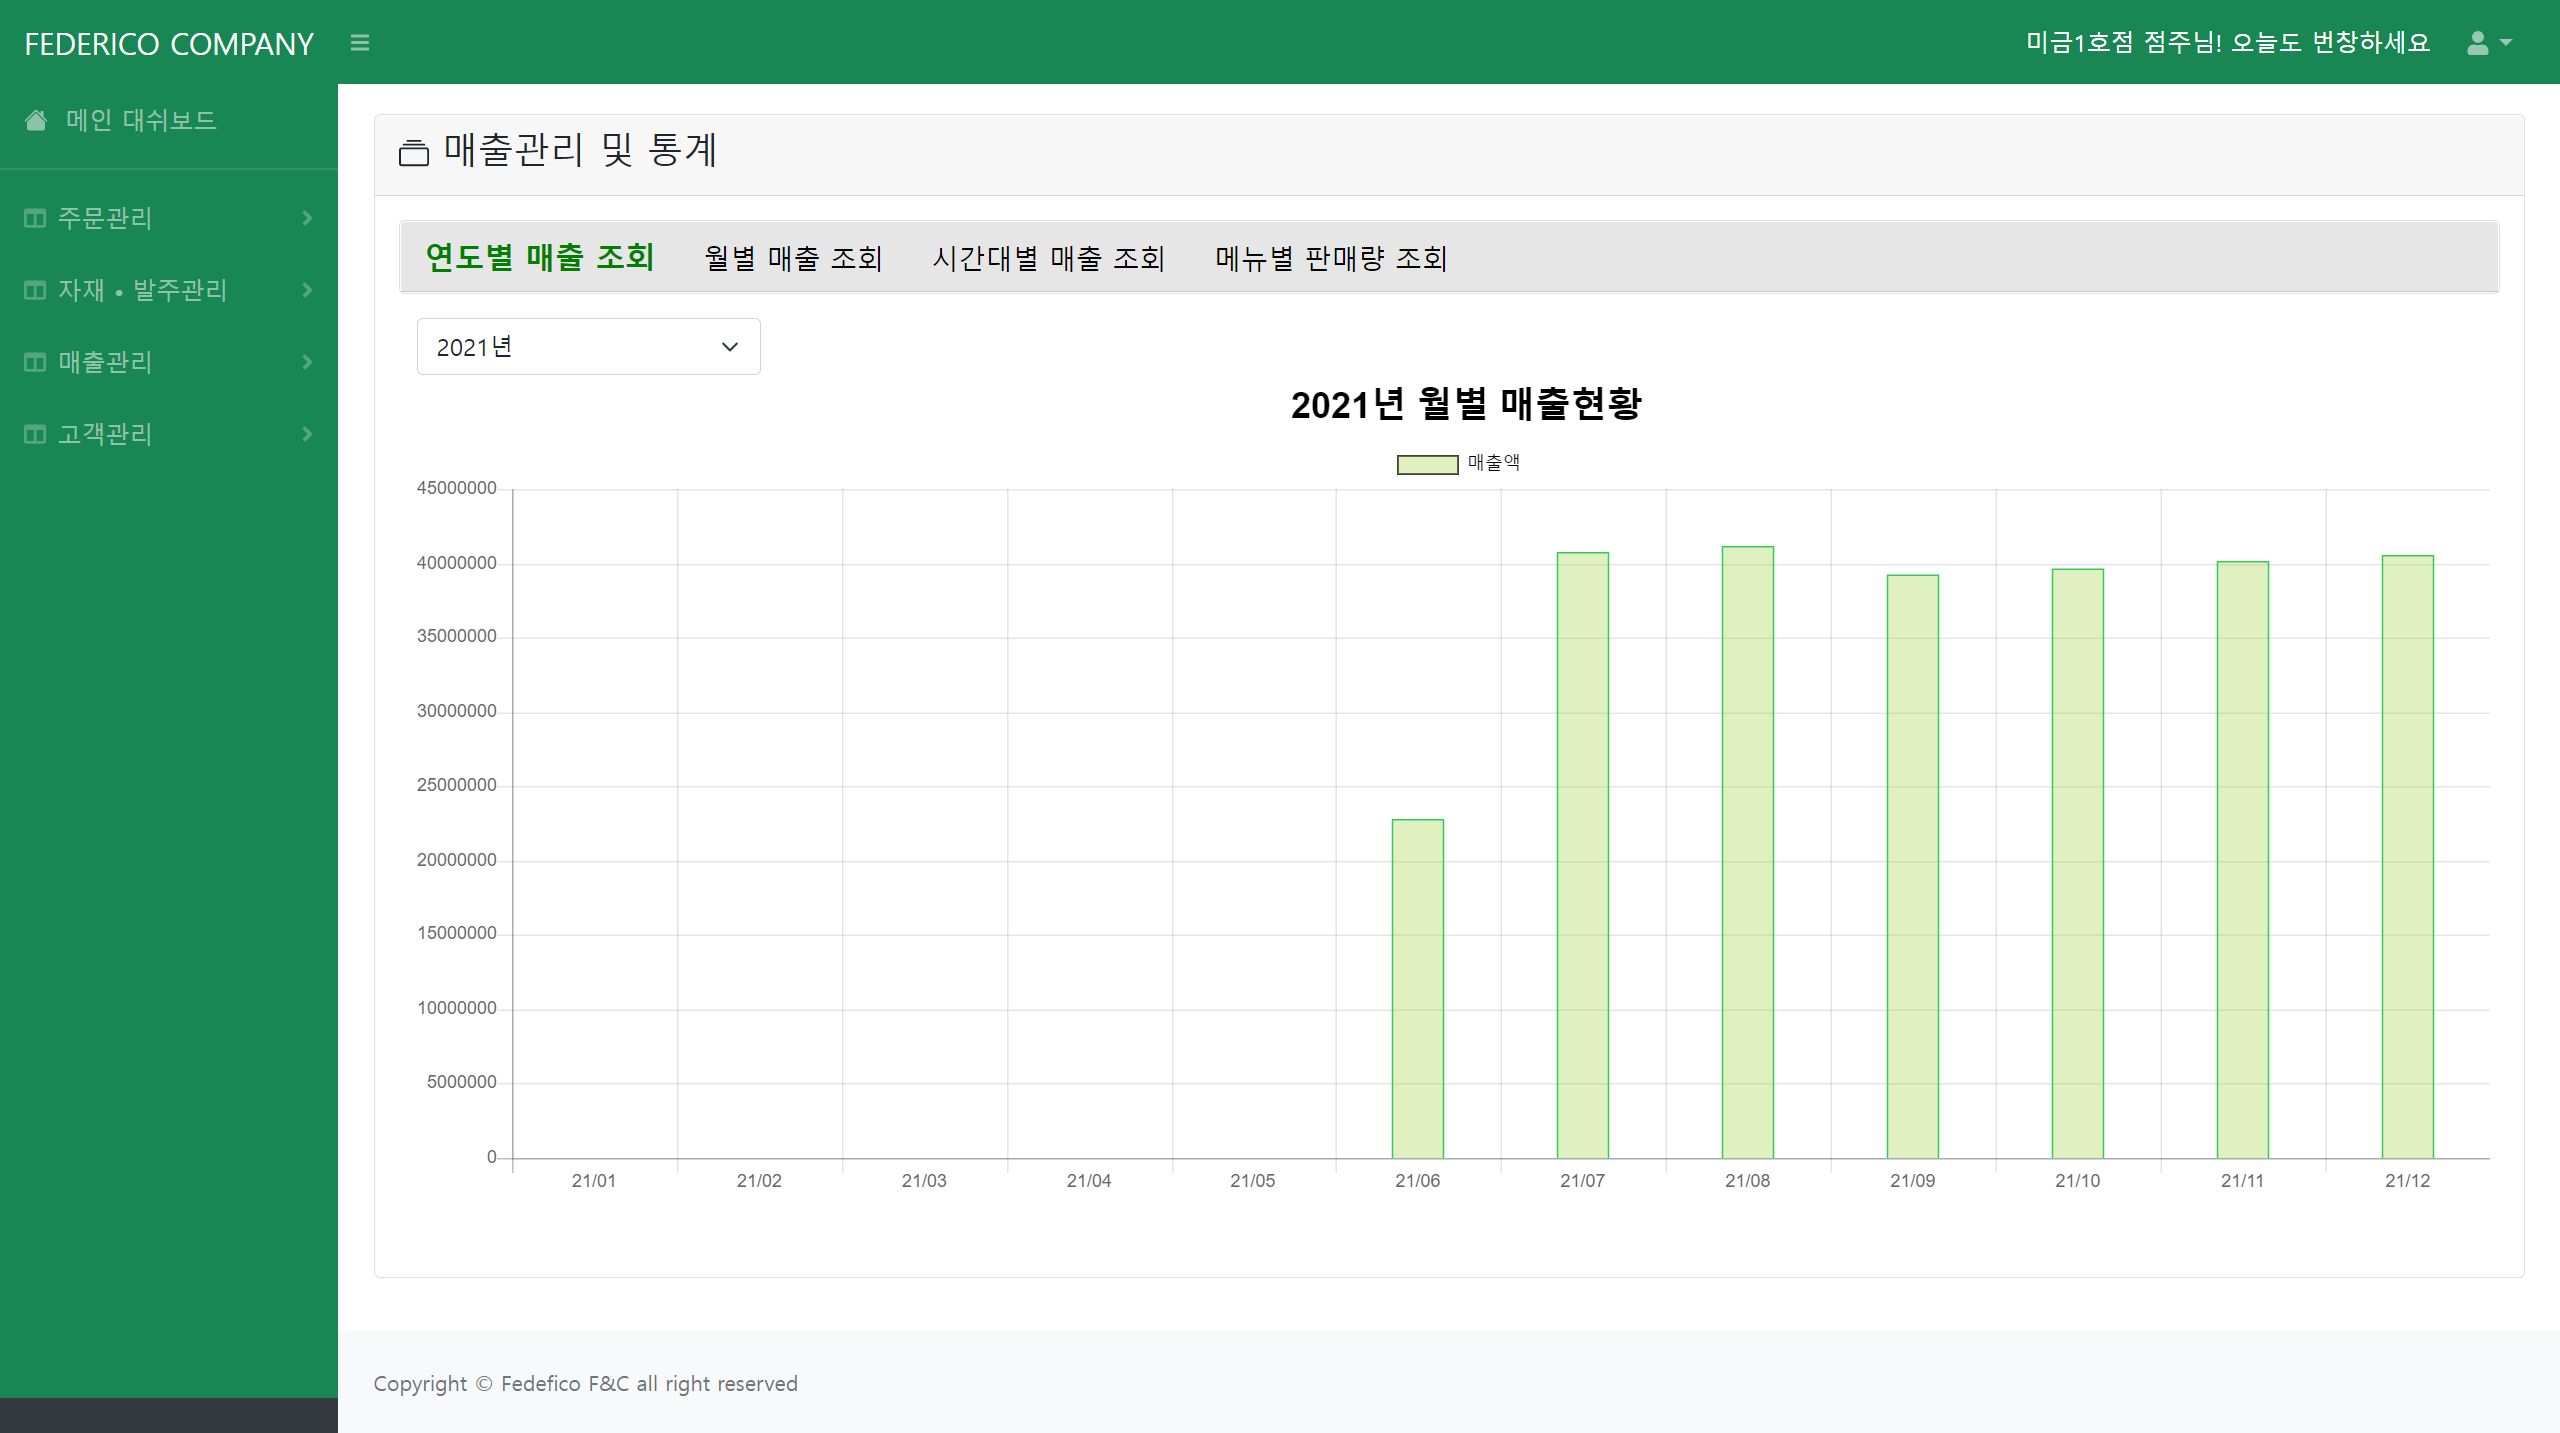 FEDERICO COMPANY
미금1호점 점주님! 오늘도 번창하세요
메인 대쉬보드
주문관리
자재 • 발주관리
매출관리
고객관리
매출관리 및 통계
연도별 매출 조회 월별 매출 조회 시간대별 매출 조회 메뉴별 판매량 조회
2021년
2021년 월별 매출현황
매출액
45000000
40000000
35000000
30000000
25000000
20000000
15000000
10000000
5000000
0
21/01 21/02 21/03 21/04 21/05 21/06 21/07 21/08 21/09 21/10 21/11 21/12
Copyright © Fedefico F&C all right reserved